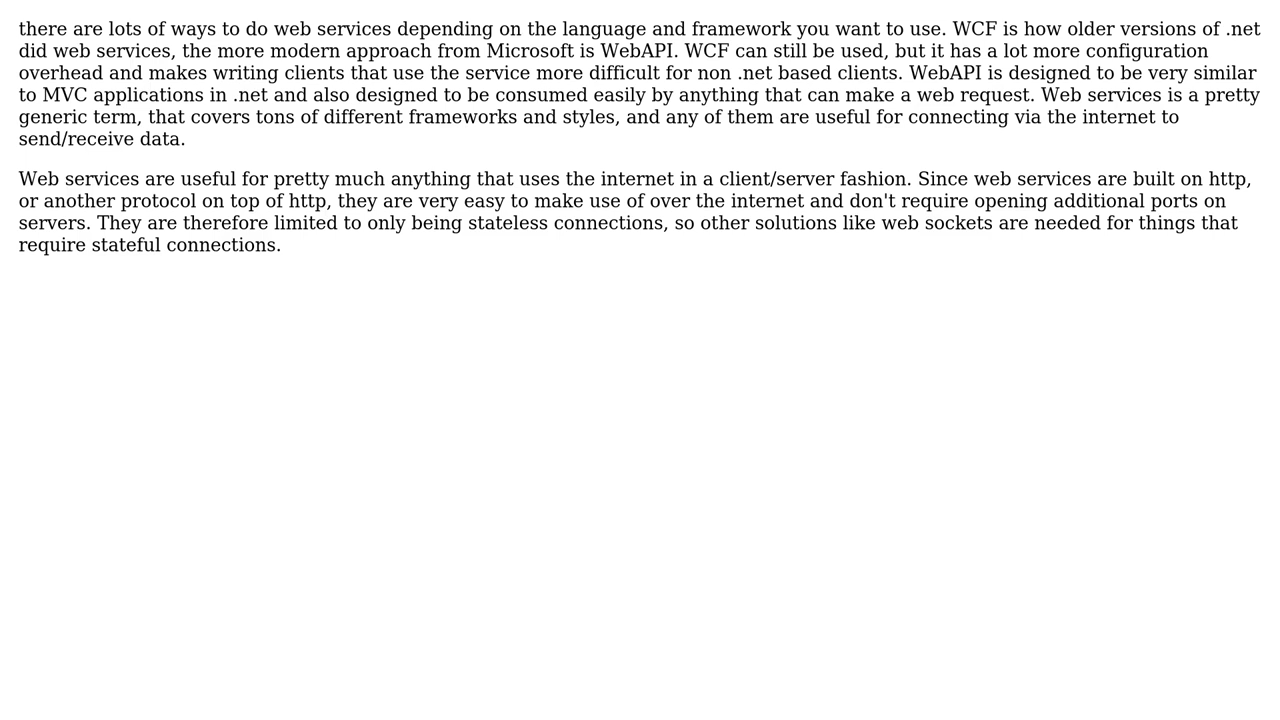 there are lots of ways to do web services depending on the language and framework you want to use. WCF is how older versions of .net
did web services, the more modern approach from Microsoft is WebAPI. WCF can still be used, but it has a lot more configuration
overhead and makes writing clients that use the service more difficult for non .net based clients. WebAPI is designed to be very similar
to MVC applications in .net and also designed to be consumed easily by anything that can make a web request. Web services is a pretty
generic term, that covers tons of different frameworks and styles, and any of them are useful for connecting via the internet to
send/receive data.
Web services are useful for pretty much anything that uses the internet in a client/server fashion. Since web services are built on http,
or another protocol on top of http, they are very easy to make use of over the internet and don't require opening additional ports on
servers. They are therefore limited to only being stateless connections, so other solutions like web sockets are needed for things that
require stateful connections.